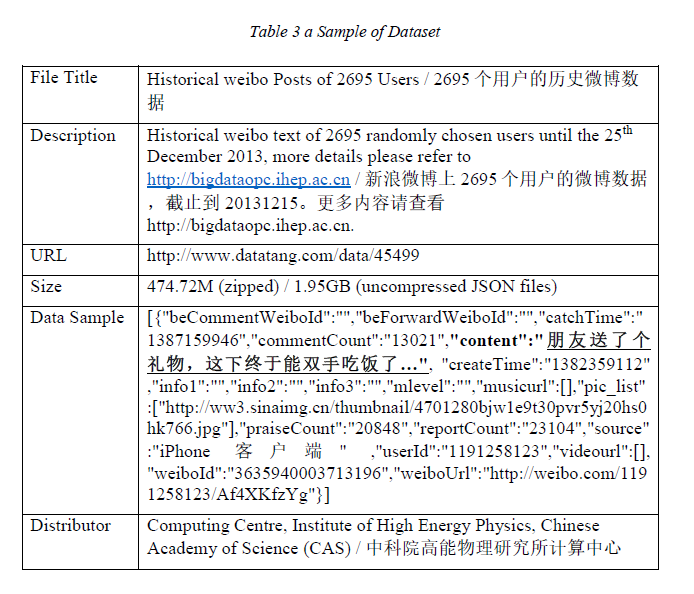 Table 3 a Sample of Dataset
File Title
Historical weibo Posts of 2695 Users / 2695 个用户的历史微博数
据
Description
Historical weibo text of 2695 randomly chosen users until the 25th
December 2013, more details please refer to
http://bigdataopc.ihep.ac.cn / 新浪微博上 2695 个用户的微博数据
，截止到 20131215。更多内容请查看
http://bigdataopc.ihep.ac.cn.
URL
http://www.datatang.com/data/45499
Size
474.72M (zipped) / 1.95GB (uncompressed JSON files)
Data Sample
[{"beCommentWeiboId":"","beForwardWeiboId":"","catchTime":"
1387159946","commentCount":"13021","content":"朋友送了个
礼物，这下终于能双手吃饭了...", "createTime":"1382359112"
,"info1":"","info2":"","info3":"","mlevel":"","musicurl":[],"pic_list"
:["http://ww3.sinaimg.cn/thumbnail/4701280bjw1e9t30pvr5yj20hs0
hk766.jpg"],"praiseCount":"20848","reportCount":"23104","source"
:"iPhone 客 户 端 " ,"userId":"1191258123","videourl":[],
"weiboId":"3635940003713196","weiboUrl":"http://weibo.com/119
1258123/Af4XKfzYg"}]
Distributor
Computing Centre, Institute of High Energy Physics, Chinese
Academy of Science (CAS) / 中科院高能物理研究所计算中心